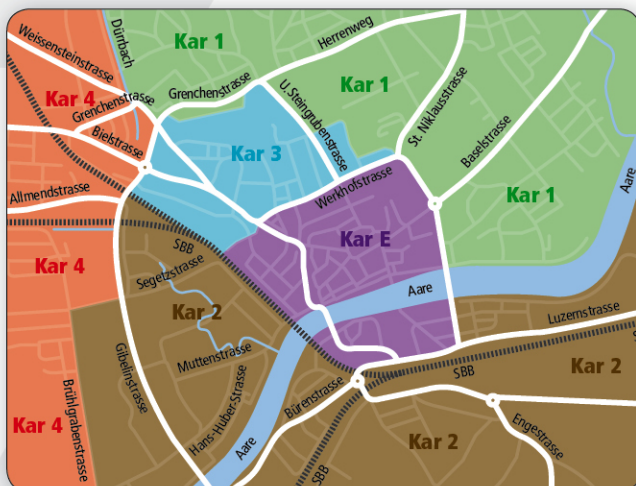 Weissensteinstrasse
Dürrbach
Kar 1
Herrenweg
Grenchenstrasse
Kar 4
Grenchenstrasse
Bielstrasse
Kar 1
U.Steingrubenstrasse
St. Niklausstrasse
Baselstrasse
Kar 3
Werkhofstrasse
Aare
Allmendstrasse
Kar 1
SBB
Kar E
Kar 4
Segetzstrasse
Aare
Kar 2
Luzernstrasse
Muttenstrasse
Gibelinstrasse
SBB
Kar 2
Brühlgrabenstrasse
Hans-Huber-Strasse
Bürenstrasse
Kar 4
Aare
Kar 2
Engestrasse
SBB